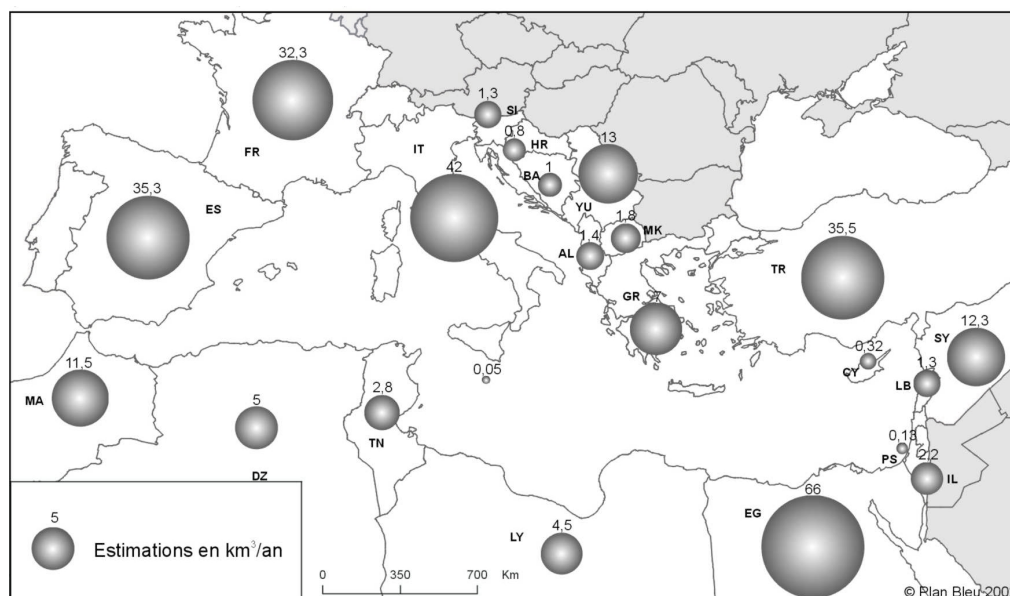 32,3
FR
1,3
SI
0,8
HR
IT
42
BA
1
13
YU
35,3
ES
1,8
MK
1,4
AL
35,5
TR
GR
7
12,3
SY
0,32
CY
1,3
LB
11,5
MA
5
DZ
2,8
TN
0,05
0,13
PS
2,2
IL
66
EG
4,5
LY
5
Estimations en km³/an
0 350 700 Km
© Plan Bleu